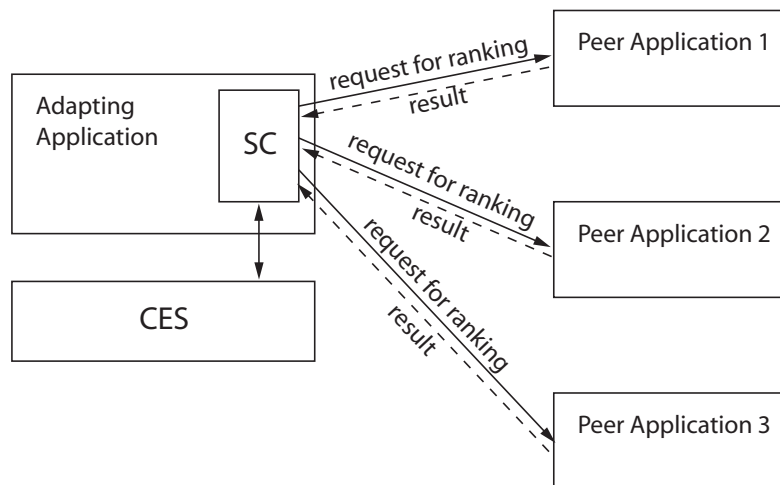 Adapting
Application
SC
CES
request for ranking
result
request for ranking
result
request for ranking
result
Peer Application 1
Peer Application 2
Peer Application 3